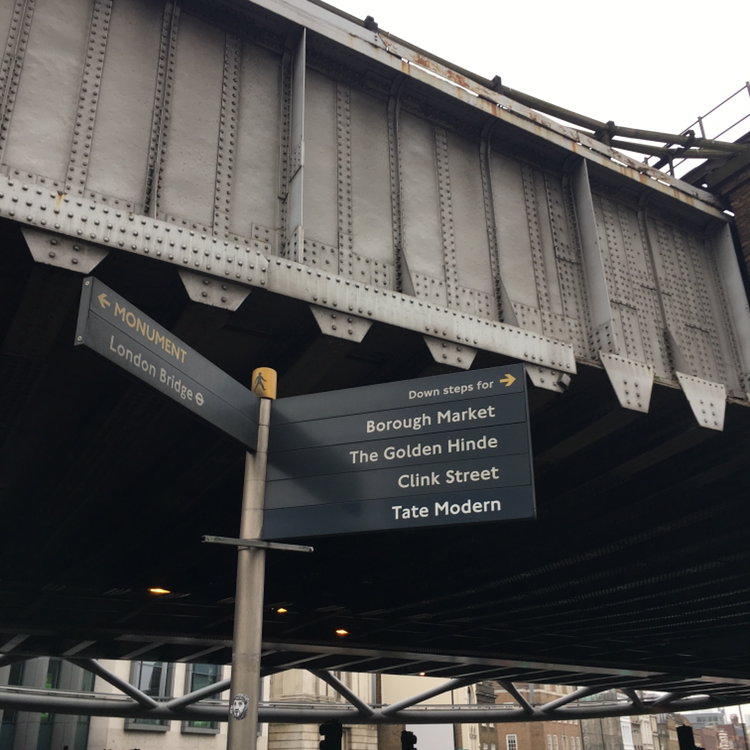 MONUMENT
London Bridge
Down steps for
Borough Market
The Golden Hinde
Clink Street
Tate Modern